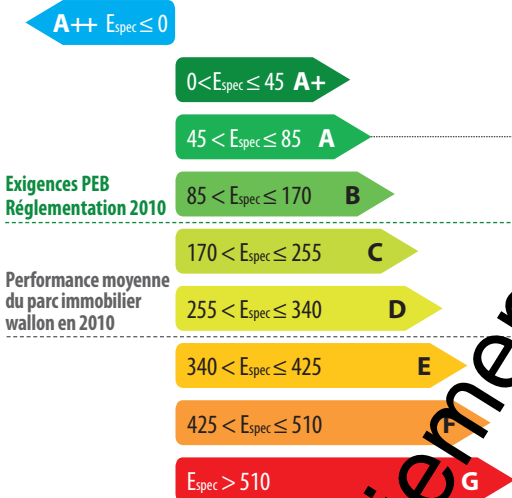 A++ Espec ≤ 0
0 < Espec ≤ 45 A+
45 < Espec ≤ 85 A
Exigences PEB
Réglementation 2010
85 < Espec ≤ 170 B
170 < Espec ≤ 255 C
Performance moyenne
du parc immobilier
wallon en 2010
255 < Espec ≤ 340 D
340 < Espec ≤ 425 E
425 < Espec ≤ 510 F
Espec > 510 G